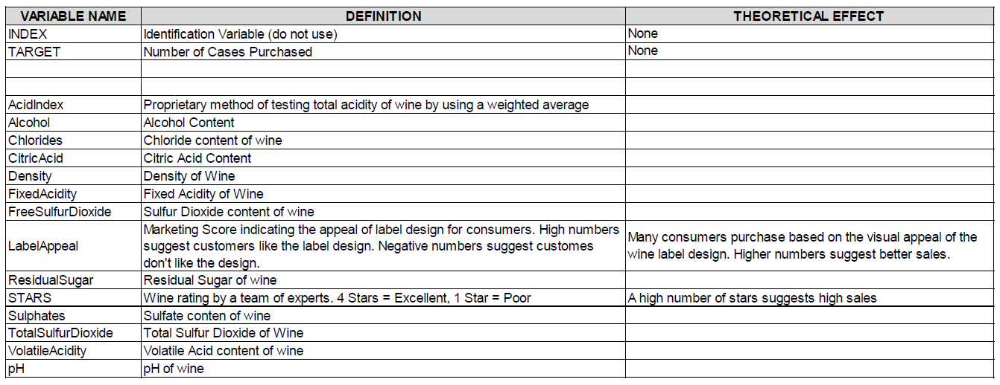 VARIABLE NAME DEFINITION THEORETICAL EFFECT
INDEX Identification Variable (do not use) None
TARGET Number of Cases Purchased None
AcidIndex Proprietary method of testing total acidity of wine by using a weighted average
Alcohol Alcohol Content
Chlorides Chloride content of wine
CitricAcid Citric Acid Content
Density Density of Wine
FixedAcidity Fixed Acidity of Wine
FreeSulfurDioxide Sulfur Dioxide content of wine
LabelAppeal
Marketing Score indicating the appeal of label design for consumers. High numbers
suggest customers like the label design. Negative numbers suggest customes
don't like the design.
Many consumers purchase based on the visual appeal of the
wine label design. Higher numbers suggest better sales.
ResidualSugar Residual Sugar of wine
STARS Wine rating by a team of experts. 4 Stars = Excellent, 1 Star = Poor A high number of stars suggests high sales
Sulphates Sulfate conten of wine
TotalSulfurDioxide Total Sulfur Dioxide of Wine
VolatileAcidity Volatile Acid content of wine
pH pH of wine